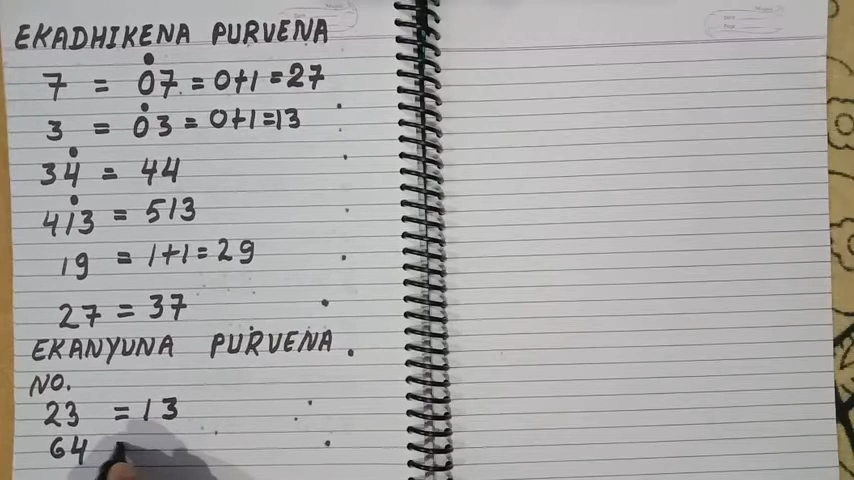 EKADHIKENA PURVENA
7 = 07 = 0+1 = 27
3 = 03 = 0+1 = 13
34 = 44
413 = 513
19 = 1+1 = 29
27 = 37
EKANYUNA PURVENA.
NO.
23 = 13
64